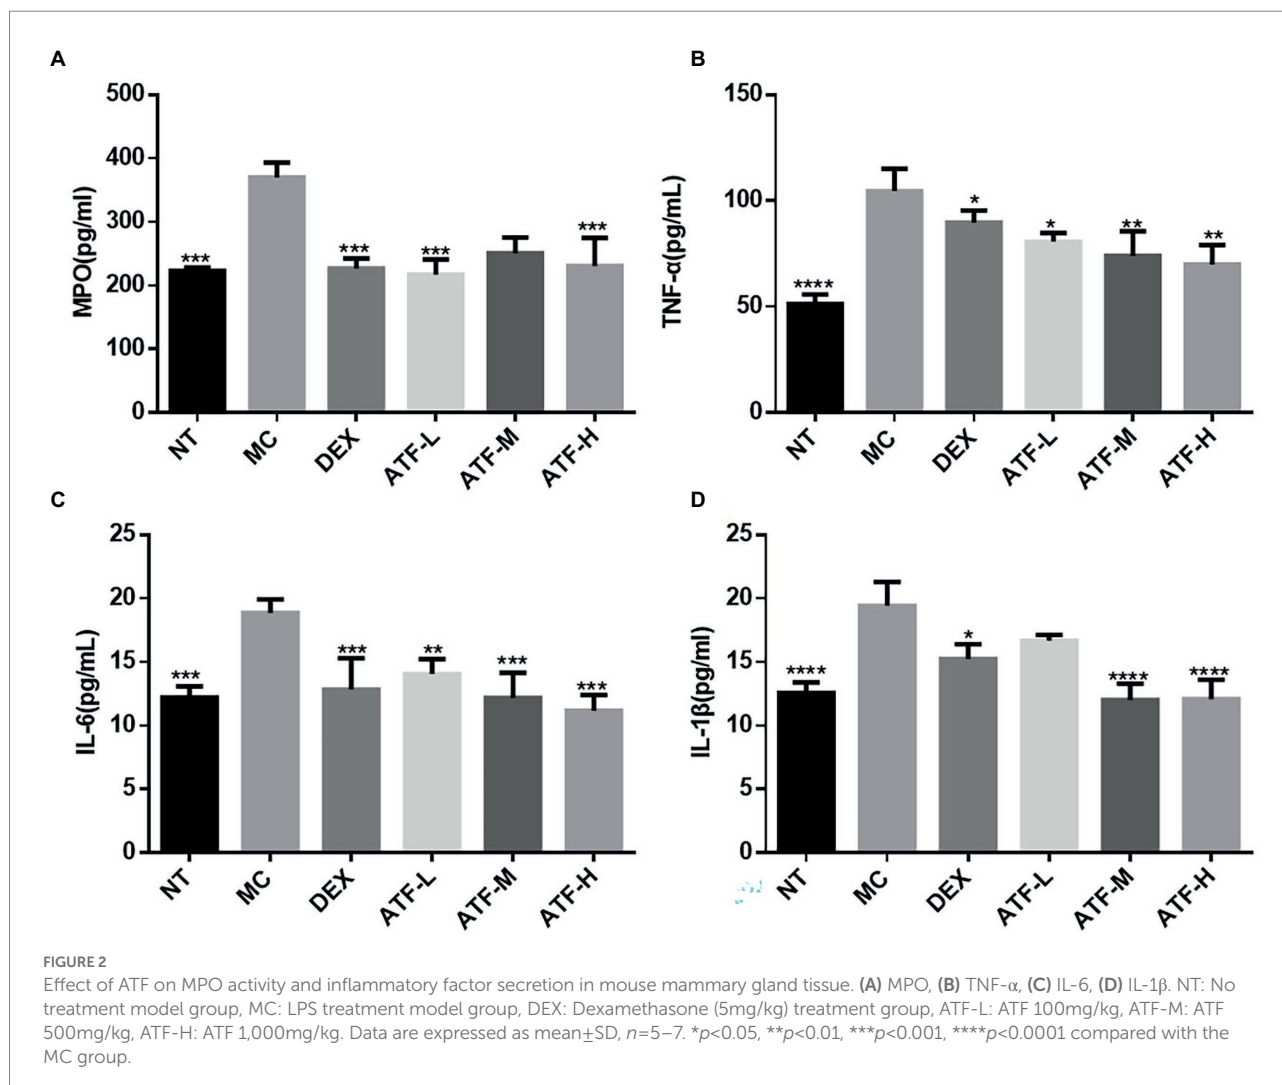 A
500
400
300
200
100
0
MPO(pg/ml)
***
***
***
***
NT
MC
DEX
ATF-L
ATF-M
ATF-H
B
150
100
50
0
TNF-α(pg/mL)
****
*
*
**
**
NT
MC
DEX
ATF-L
ATF-M
ATF-H
C
25
20
15
10
5
0
IL-6(pg/mL)
***
***
**
***
***
NT
MC
DEX
ATF-L
ATF-M
ATF-H
D
25
20
15
10
5
0
IL-1β(pg/ml)
****
*
****
****
NT
MC
DEX
ATF-L
ATF-M
ATF-H
FIGURE 2
Effect of ATF on MPO activity and inflammatory factor secretion in mouse mammary gland tissue. (A) MPO, (B) TNF-α, (C) IL-6, (D) IL-1β. NT: No
treatment model group, MC: LPS treatment model group, DEX: Dexamethasone (5mg/kg) treatment group, ATF-L: ATF 100mg/kg, ATF-M: ATF
500mg/kg, ATF-H: ATF 1,000mg/kg. Data are expressed as mean±SD, n=5–7. *p<0.05, **p<0.01, ***p<0.001, ****p<0.0001 compared with the
MC group.